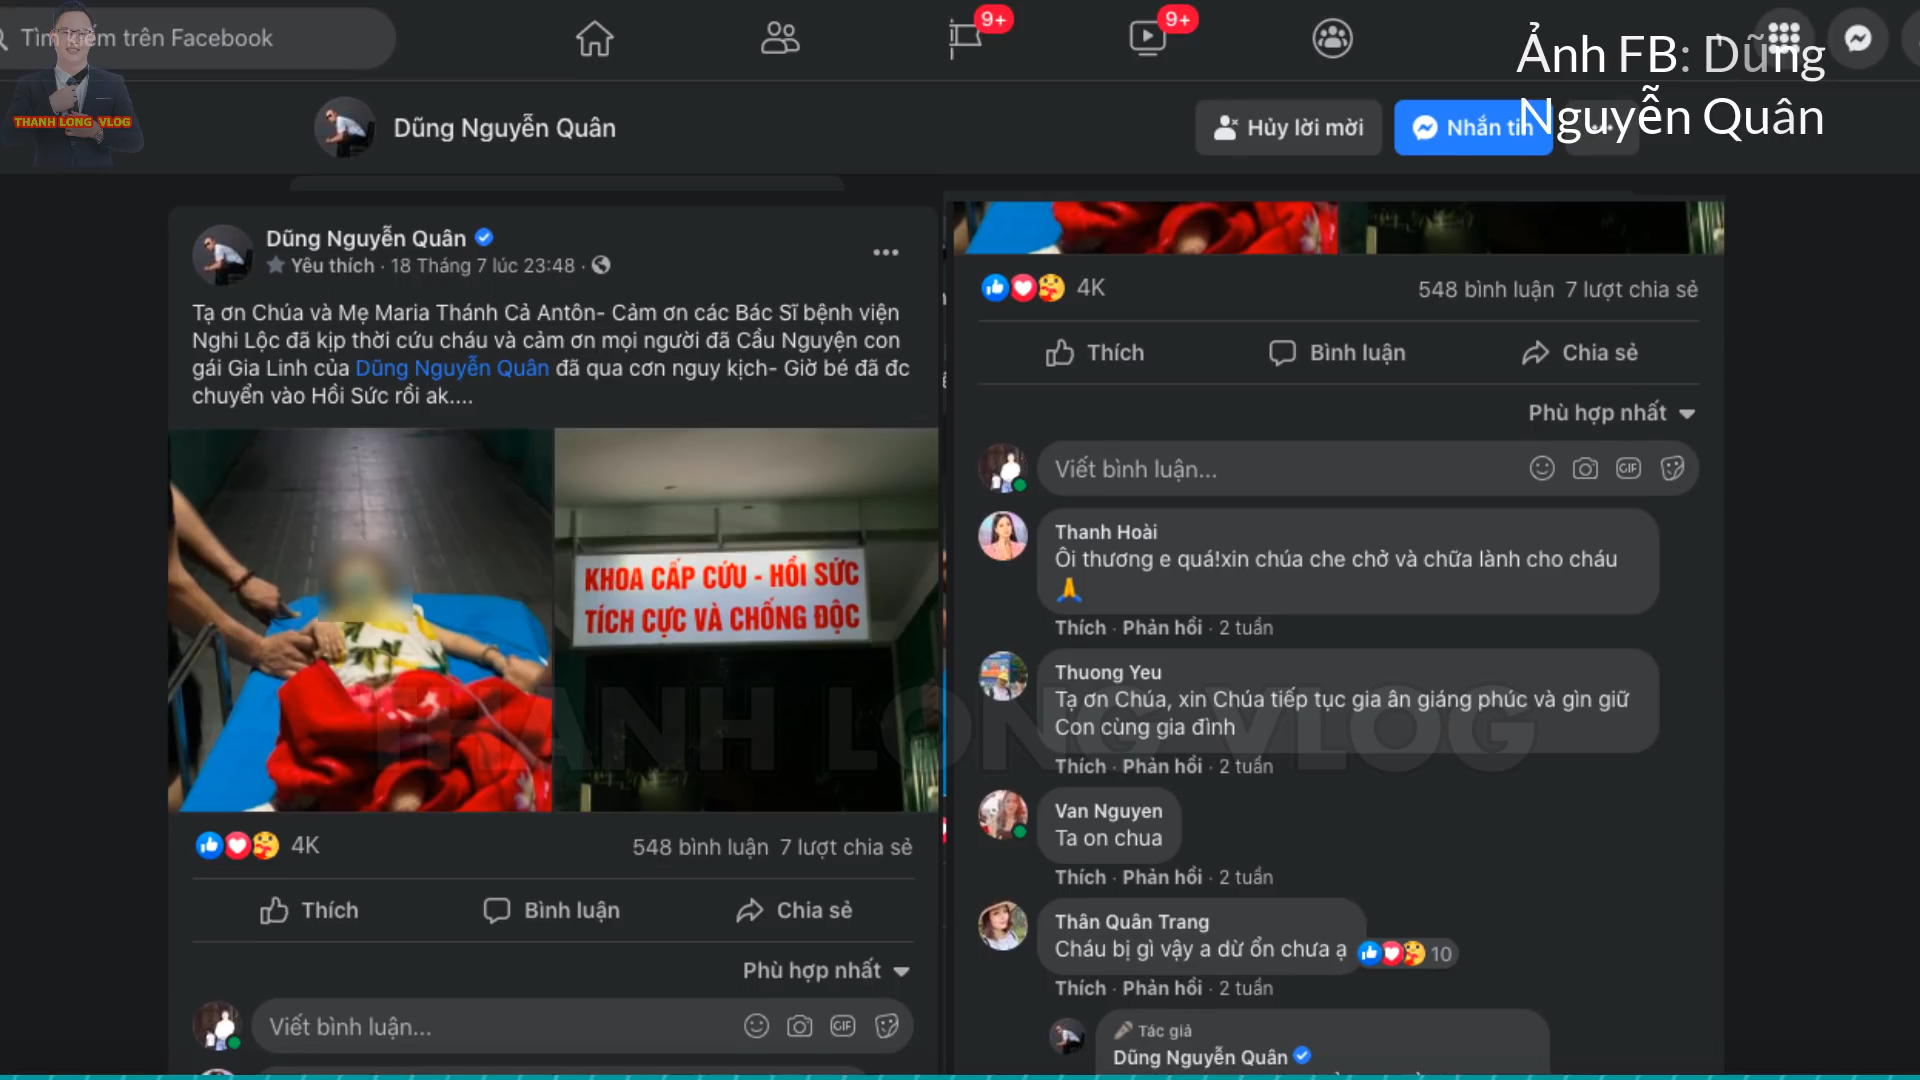 Tìm kiếm trên Facebook
9+
9+
Ảnh FB: Dũng
Nguyễn Quân
THANH LONG VLOG
Dũng Nguyễn Quân
Hủy lời mời
Nhắn tin
Dũng Nguyễn Quân
Yêu thích · 18 Tháng 7 lúc 23:48 ·
Tạ ơn Chúa và Mẹ Maria Thánh Cả Antôn- Cảm ơn các Bác Sĩ bệnh viện
Nghi Lộc đã kịp thời cứu cháu và cảm ơn mọi người đã Cầu Nguyện con
gái Gia Linh của Dũng Nguyễn Quân đã qua cơn nguy kịch- Giờ bé đã đc
chuyển vào Hồi Sức rồi ak....
KHOA CẤP CỨU - HỒI SỨC
TÍCH CỰC VÀ CHỐNG ĐỘC
THANH LONG VLOG
4K
548 bình luận 7 lượt chia sẻ
Thích Bình luận Chia sẻ
Phù hợp nhất
Viết bình luận...
GIF
4K
548 bình luận 7 lượt chia sẻ
Thích Bình luận Chia sẻ
Phù hợp nhất
Viết bình luận...
GIF
Thanh Hoài
Ôi thương e quá!xin chúa che chở và chữa lành cho cháu
Thích · Phản hồi · 2 tuần
Thuong Yeu
Tạ ơn Chúa, xin Chúa tiếp tục gia ân giáng phúc và gìn giữ
Con cùng gia đình
Thích · Phản hồi · 2 tuần
Van Nguyen
Ta on chua
Thích · Phản hồi · 2 tuần
Thân Quân Trang
Cháu bị gì vậy a dừ ổn chưa ạ
10
Thích · Phản hồi · 2 tuần
Tác giả
Dũng Nguyễn Quân